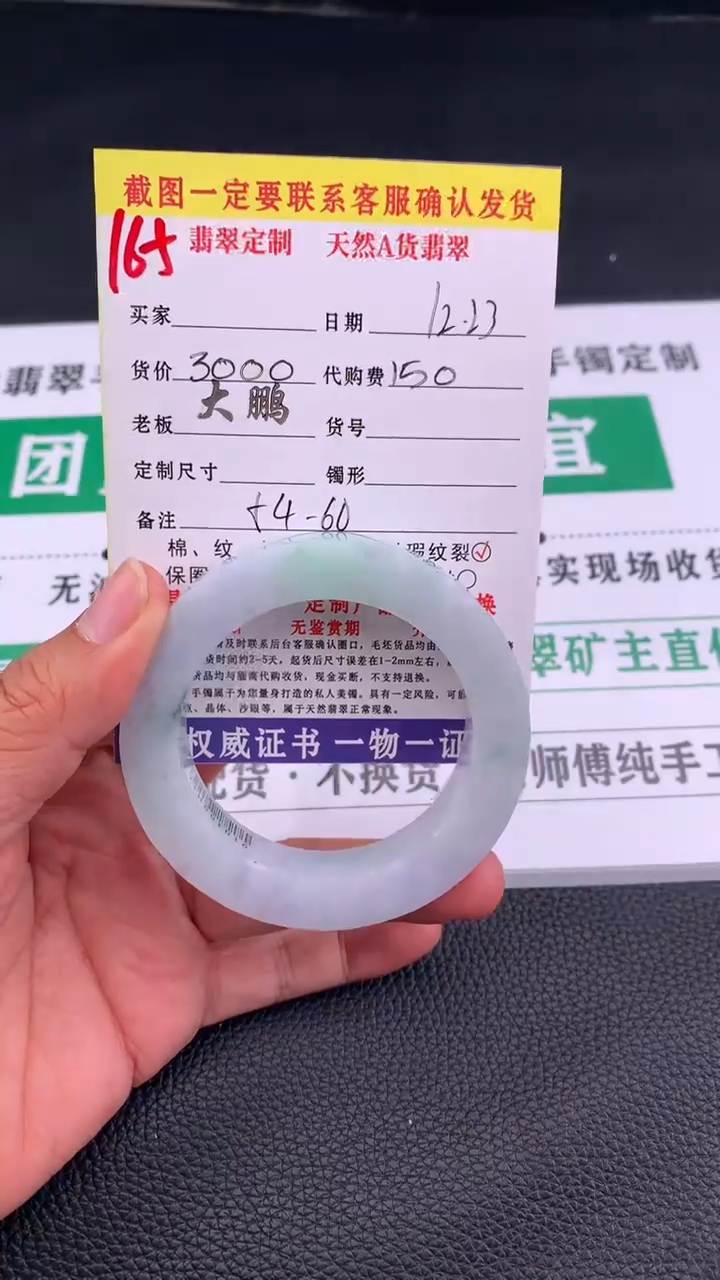 截图一定要联系客服确认发货
165 翡翠定制 天然A货翡翠
买家 日期 12.23
货价 3000 代购费 150
大鹏
老板 货号
定制尺寸 镯形
备注 54-60
棉、纹 瑕纹裂
保圈
定制 换
无鉴赏期
及时联系后台客服确认圈口，毛坯货品均由
时间约2-5天，起货后尺寸误差在1-2mm左右，
货品均与缅商代购收货，现金买断，不支持退换。
手镯属于为您量身打造的私人美镯。具有一定风险，可
、晶体、沙眼等，属于天然翡翠正常现象。
权威证书 一物一证
翡翠 手镯定制
团 宜
无 实现场收货
翠矿主直
货·不换货 师傅纯手工